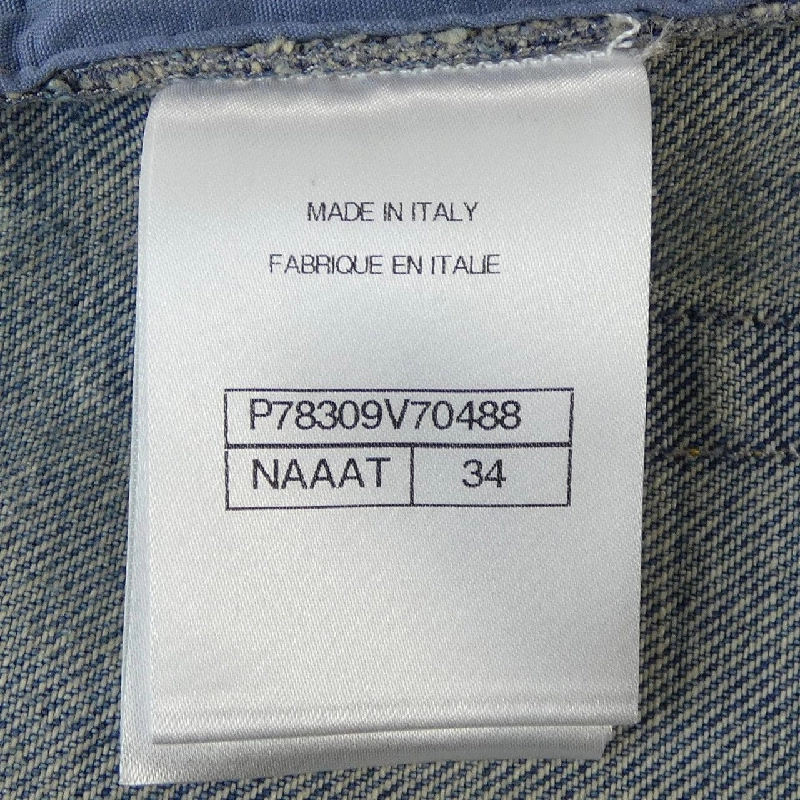 MADE IN ITALY
FABRIQUE EN ITALIE
P78309V70488
NAAAT 34